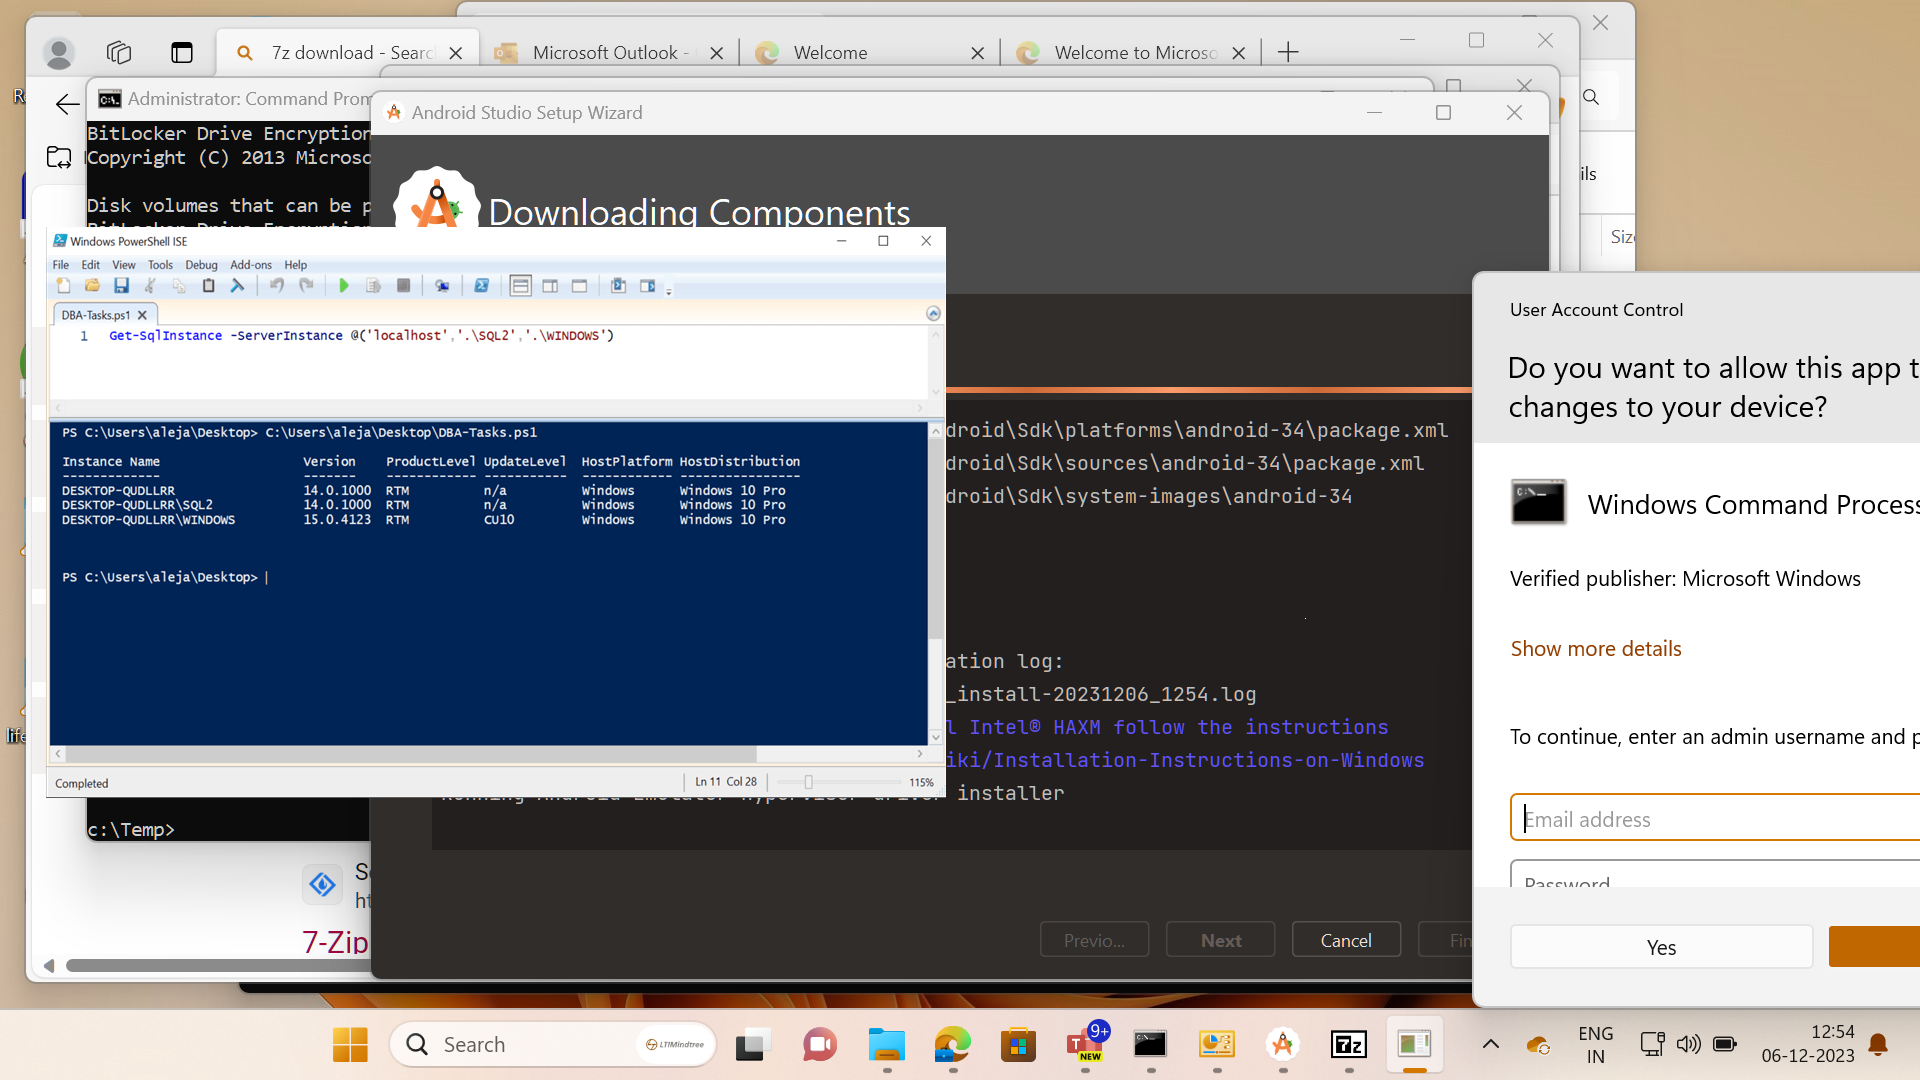 7z download - Searc
Microsoft Outlook -
Welcome
Welcome to Microso
Administrator: Command Prom
Android Studio Setup Wizard
BitLocker Drive Encryption
Copyright (C) 2013 Microso
Disk volumes that can be p
Downloading Components
ils
Size
Windows PowerShell ISE
File Edit View Tools Debug Add-ons Help
DBA-Tasks.ps1
1 Get-SqlInstance -ServerInstance @('localhost','.\SQL2','.\WINDOWS')
PS C:\Users\aleja\Desktop> C:\Users\aleja\Desktop\DBA-Tasks.ps1
Instance Name Version ProductLevel UpdateLevel HostPlatform HostDistribution
------------- ------- ------------ ----------- ------------ ----------------
DESKTOP-QUDLLRR 14.0.1000 RTM n/a Windows Windows 10 Pro
DESKTOP-QUDLLRR\SQL2 14.0.1000 RTM n/a Windows Windows 10 Pro
DESKTOP-QUDLLRR\WINDOWS 15.0.4123 RTM CU10 Windows Windows 10 Pro
PS C:\Users\aleja\Desktop>
Completed
Ln 11 Col 28
115%
droid\Sdk\platforms\android-34\package.xml
droid\Sdk\sources\android-34\package.xml
droid\Sdk\system-images\android-34
ation log:
_install-20231206_1254.log
l Intel® HAXM follow the instructions
iki/Installation-Instructions-on-Windows
installer
Previo...
Next
Cancel
Fin
User Account Control
Do you want to allow this app t
changes to your device?
Windows Command Process
Verified publisher: Microsoft Windows
Show more details
To continue, enter an admin username and p
Email address
Password
Yes
c:\Temp>
7-Zip
life
Search
LTIMindtree
9+
NEW
7z
ENG
IN
12:54
06-12-2023